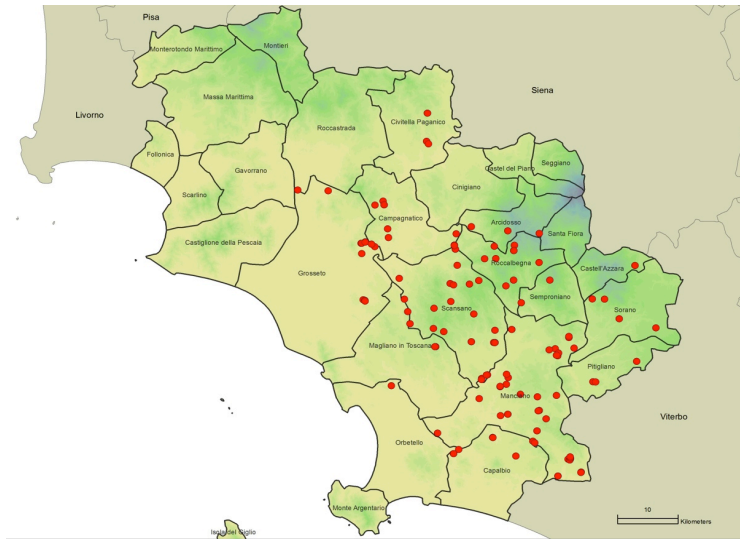 Pisa
Monterotondo Marittimo
Montieri
Siena
Massa Marittima
Livorno
Roccastrada
Civitella Paganico
Follonica
Gavorrano
Castel del Piano
Seggiano
Scarlino
Cinigiano
Campagnatico
Arcidosso
Santa Fiora
Castiglione della Pescaia
Roccalbegna
Castell'Azzara
Grosseto
Semproniano
Scansano
Sorano
Magliano in Toscana
Pitigliano
Manciano
Viterbo
Orbetello
Capalbio
Monte Argentario
10
Kilometers
Isola del Giglio